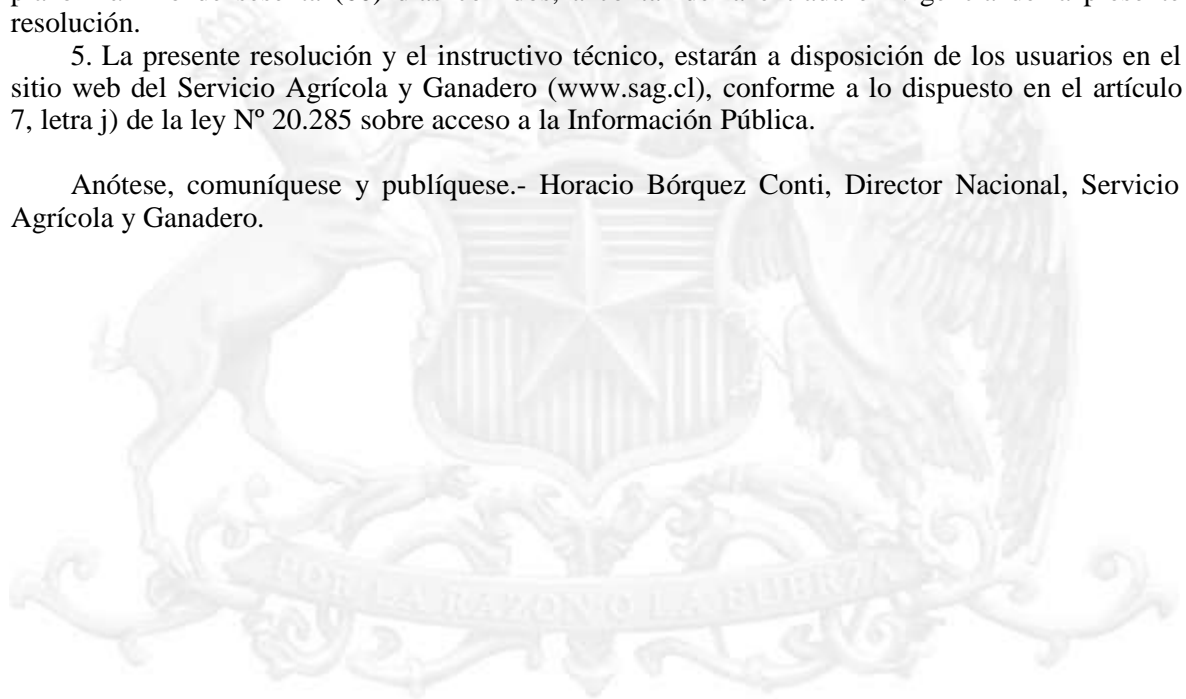 resolución.
5. La presente resolución y el instructivo técnico, estarán a disposición de los usuarios en el
sitio web del Servicio Agrícola y Ganadero (www.sag.cl), conforme a lo dispuesto en el artículo
7, letra j) de la ley Nº 20.285 sobre acceso a la Información Pública.
Anótese, comuníquese y publíquese.- Horacio Bórquez Conti, Director Nacional, Servicio
Agrícola y Ganadero.
POR LA RAZON O LA FUERZA